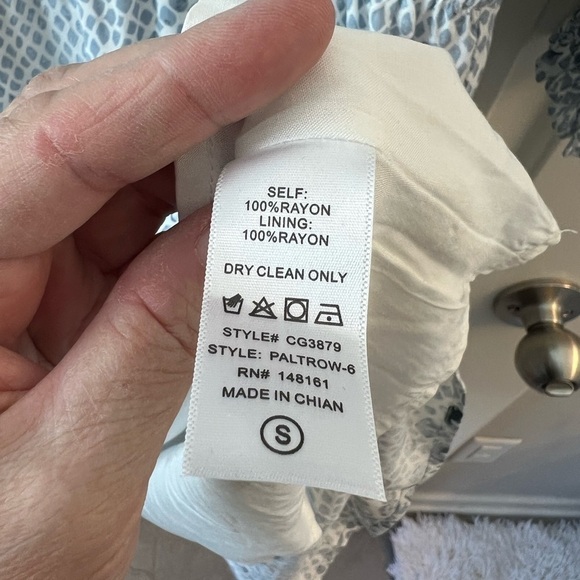 SELF:
100%RAYON
LINING:
100%RAYON
DRY CLEAN ONLY
STYLE# CG3879
STYLE: PALTROW-6
RN# 148161
MADE IN CHIAN
S